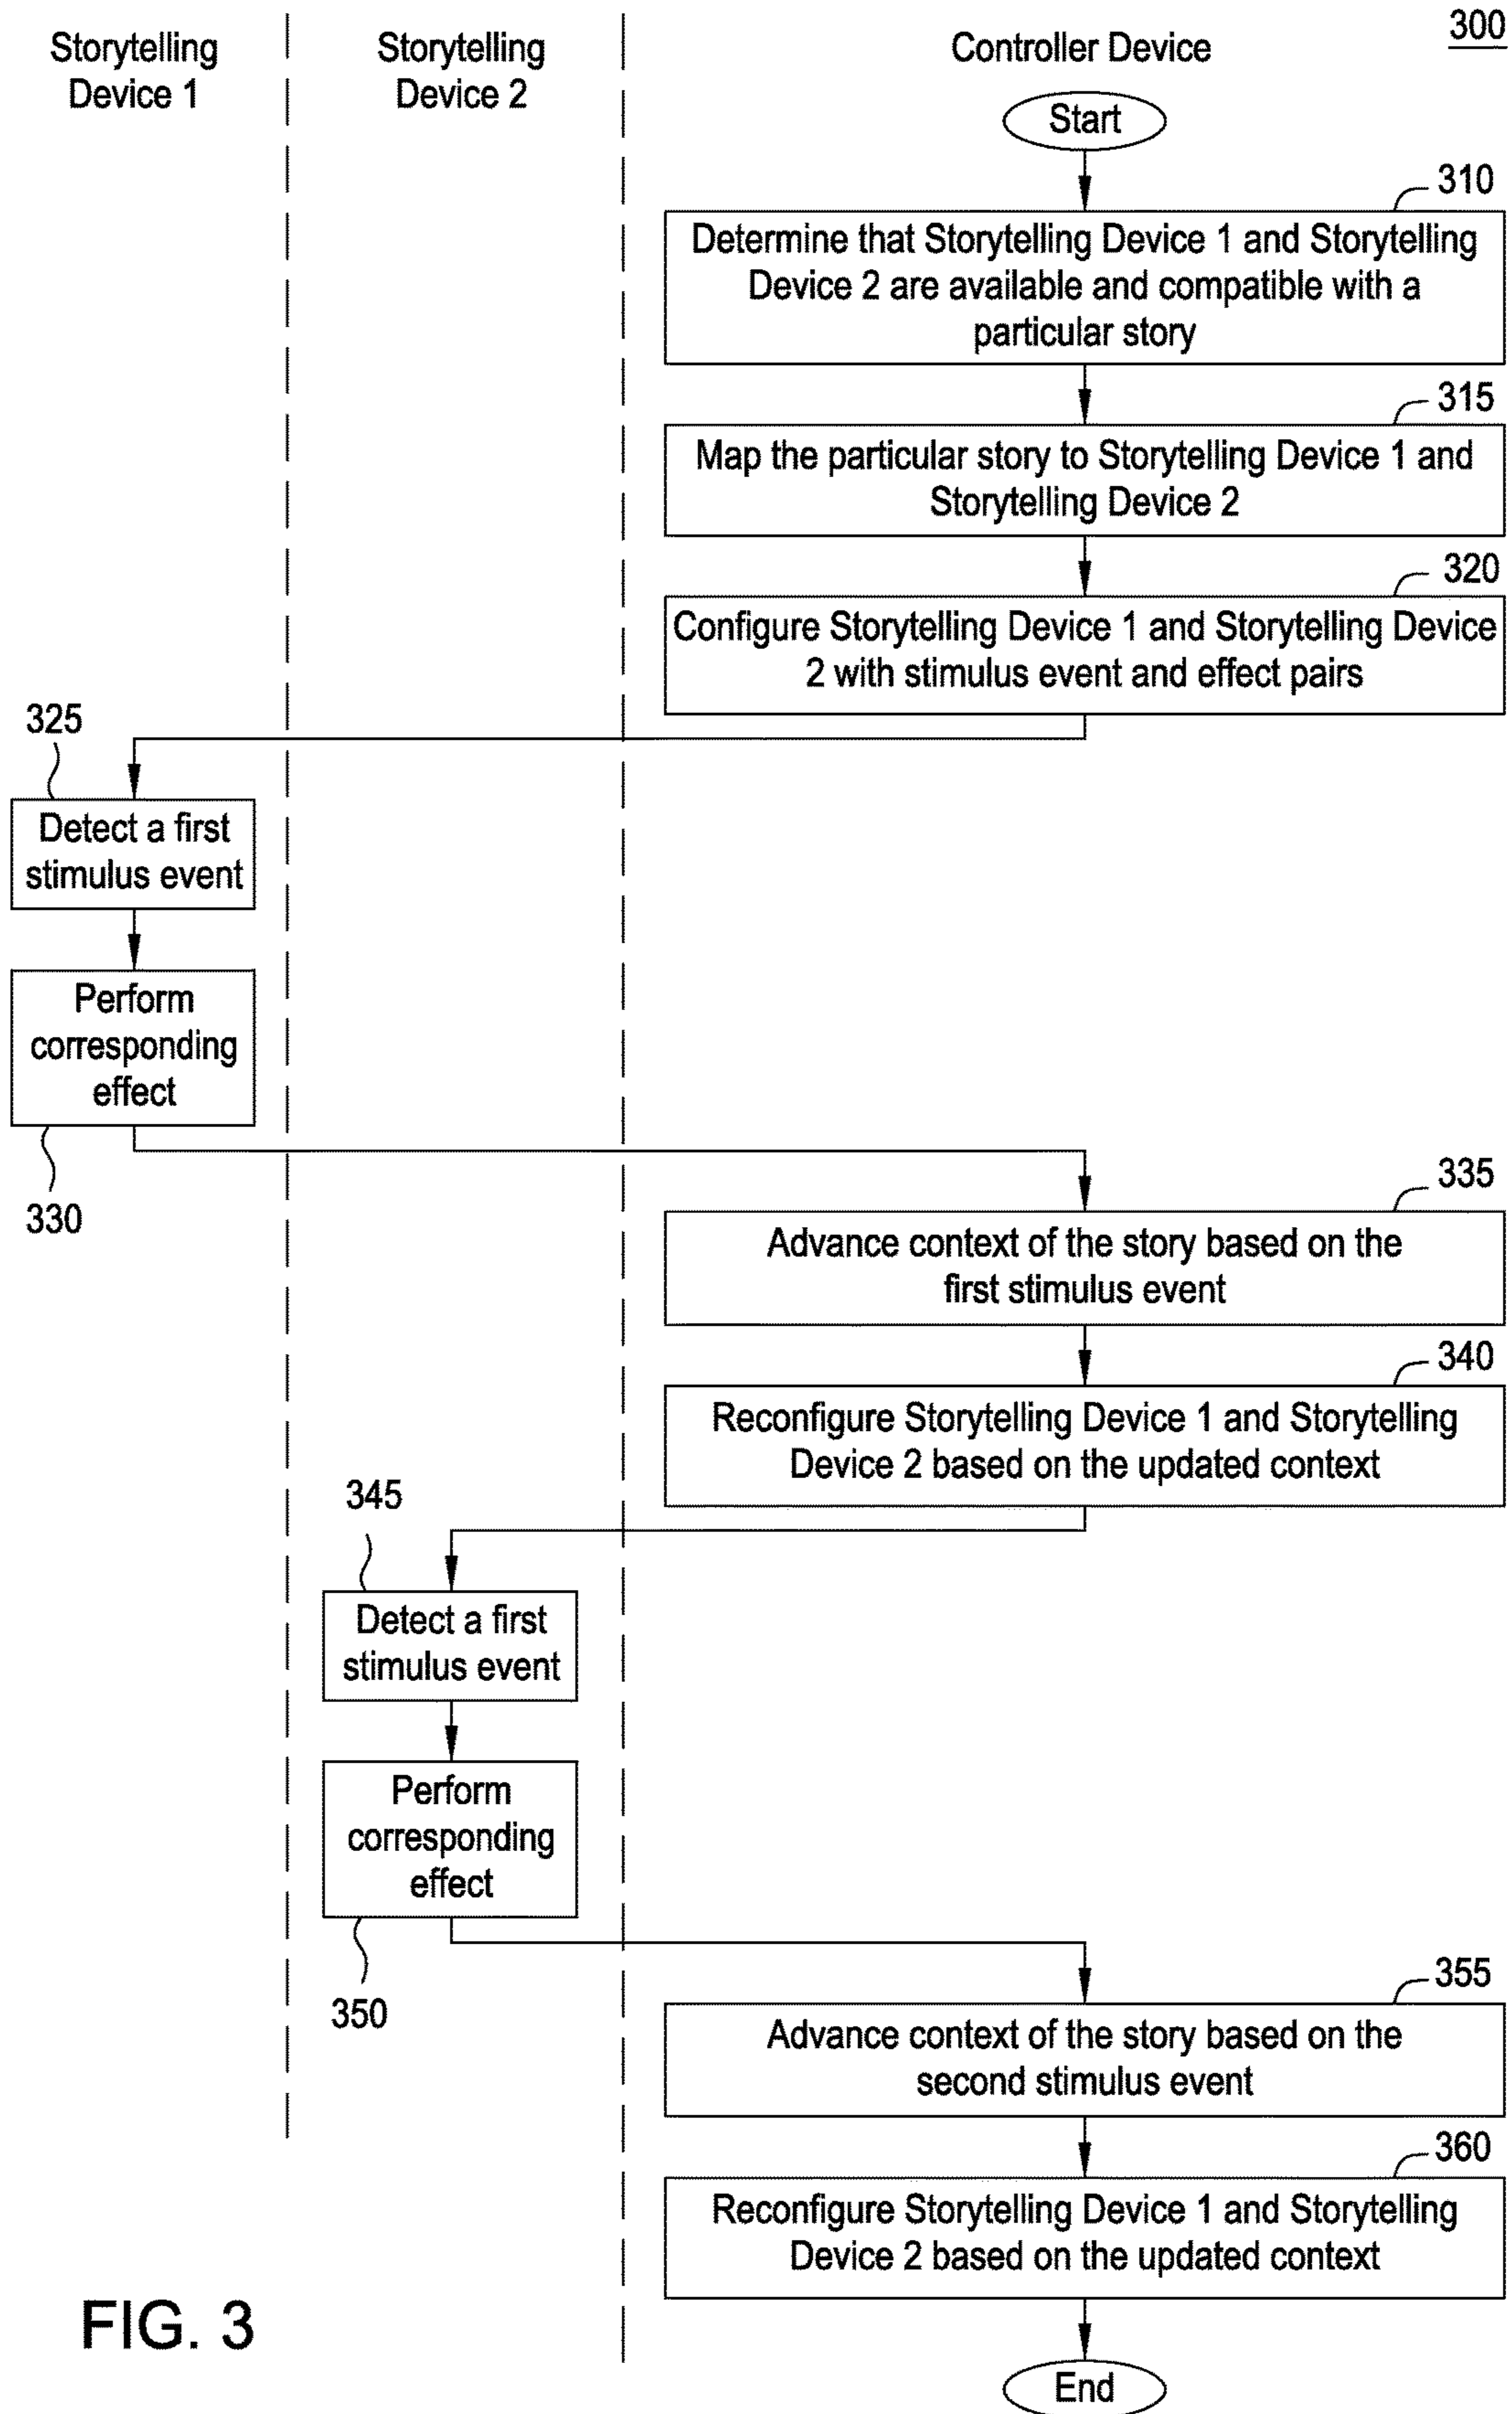 300
Storytelling
Device 1
Storytelling
Device 2
Controller Device
Start
310
Determine that Storytelling Device 1 and Storytelling
Device 2 are available and compatible with a
particular story
315
Map the particular story to Storytelling Device 1 and
Storytelling Device 2
320
Configure Storytelling Device 1 and Storytelling Device
2 with stimulus event and effect pairs
325
Detect a first
stimulus event
Perform
corresponding
effect
330
335
Advance context of the story based on the
first stimulus event
340
Reconfigure Storytelling Device 1 and Storytelling
Device 2 based on the updated context
345
Detect a first
stimulus event
Perform
corresponding
effect
350
355
Advance context of the story based on the
second stimulus event
360
Reconfigure Storytelling Device 1 and Storytelling
Device 2 based on the updated context
End
FIG. 3